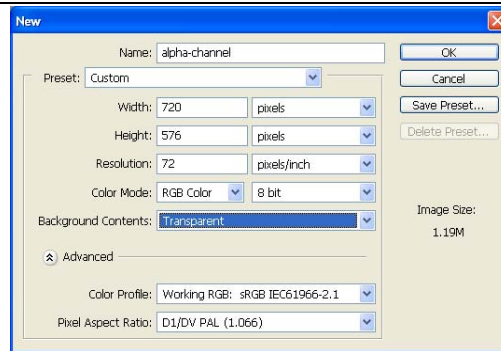 New
Name: alpha-channel
OK
Preset: Custom
Cancel
Width: 720 pixels
Save Preset...
Height: 576 pixels
Delete Preset...
Resolution: 72 pixels/inch
Color Mode: RGB Color 8 bit
Background Contents: Transparent
Image Size:
1.19M
Advanced
Color Profile: Working RGB: sRGB IEC61966-2.1
Pixel Aspect Ratio: D1/DV PAL (1.066)